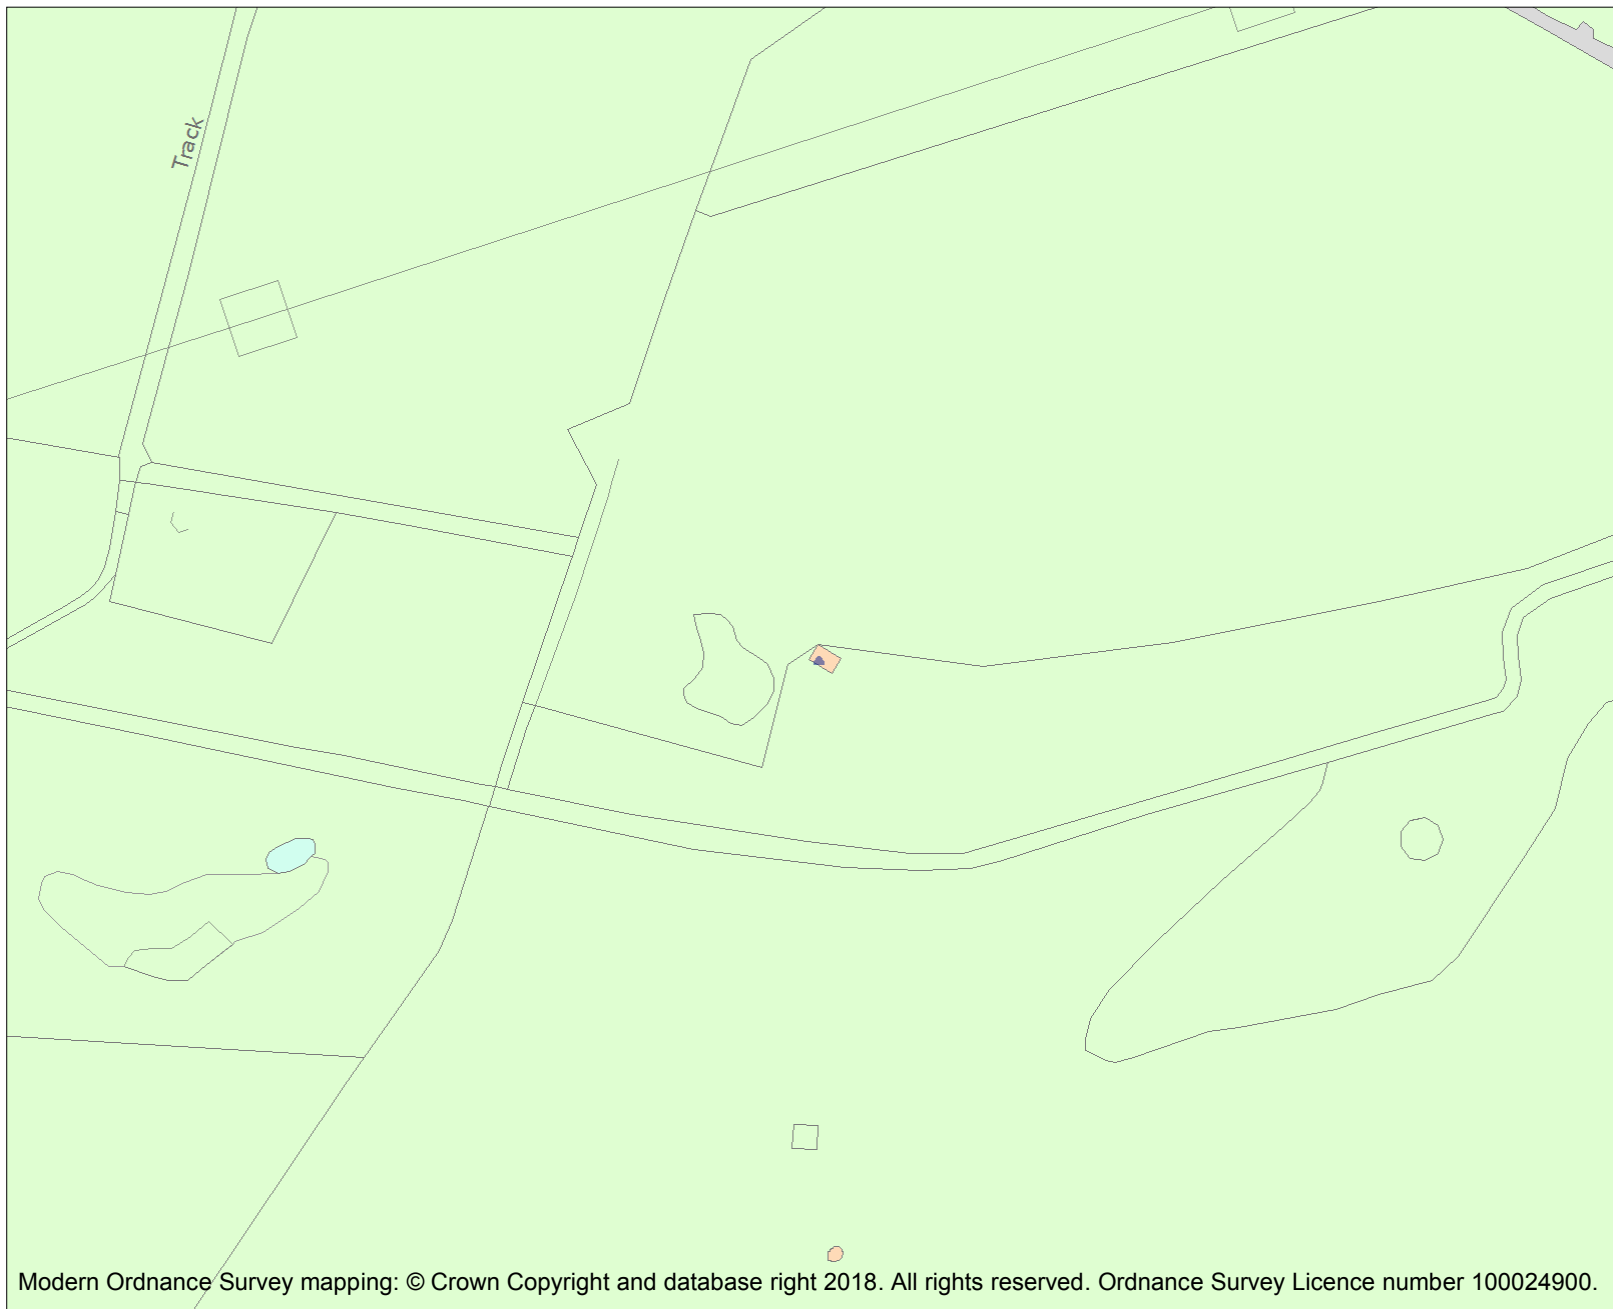 Track
Modern Ordnance Survey mapping: © Crown Copyright and database right 2018. All rights reserved. Ordnance Survey Licence number 100024900.